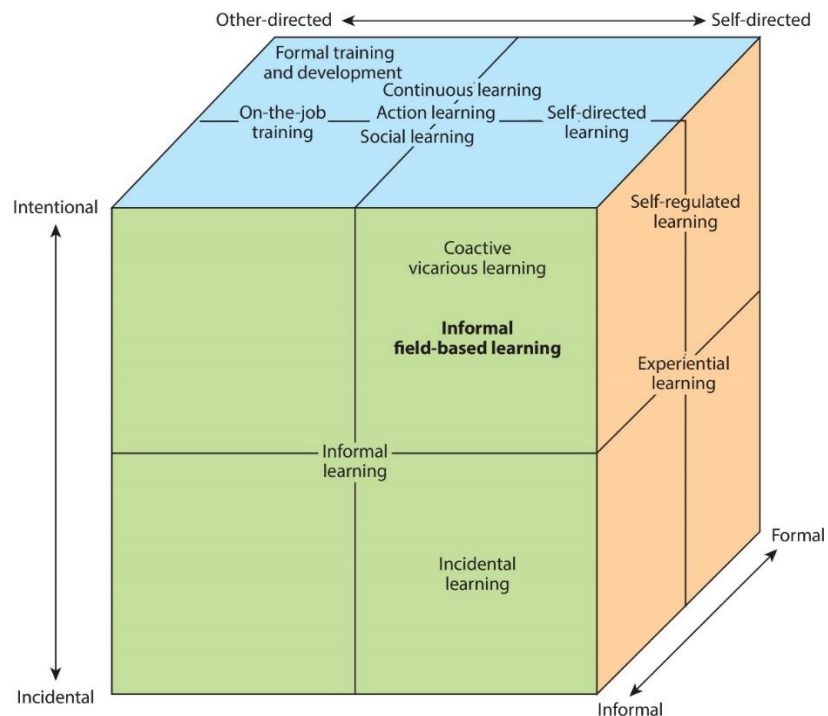 Other-directed
Self-directed
Formal training
and development
Continuous learning
On-the-job
training
Action learning
Self-directed
learning
Social learning
Intentional
Self-regulated
learning
Coactive
vicarious learning
Informal
field-based learning
Experiential
learning
Informal
learning
Formal
Incidental
learning
Incidental
Informal